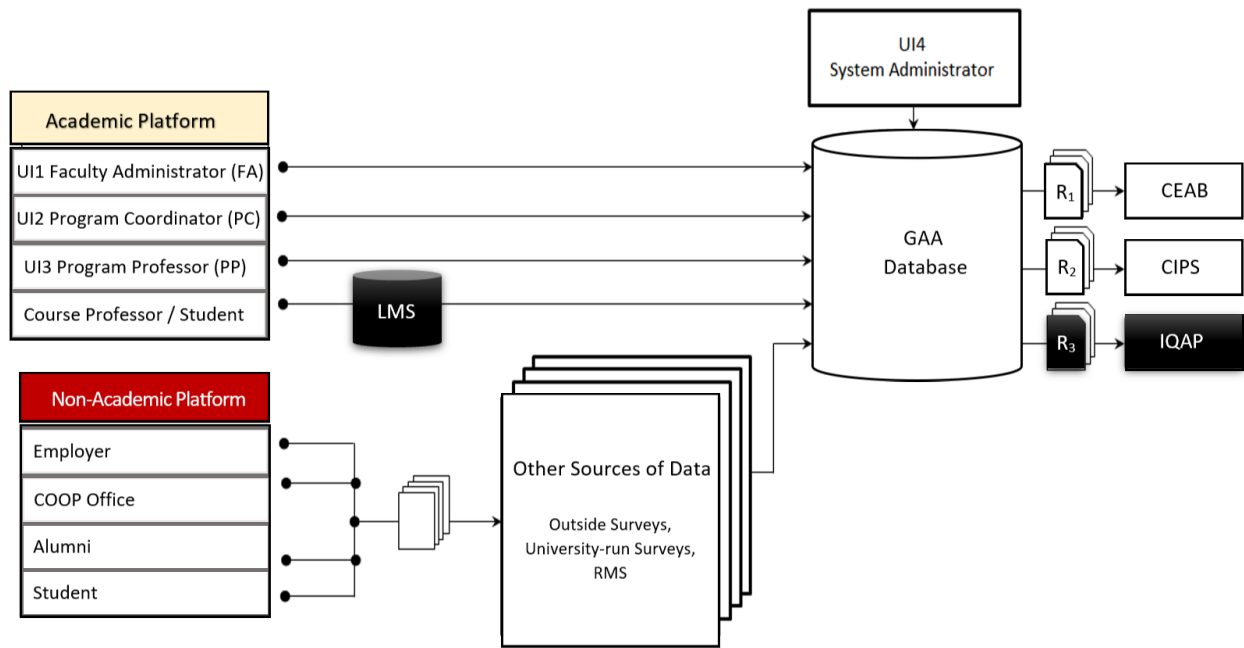 UI4
System Administrator
Academic Platform
UI1 Faculty Administrator (FA)
UI2 Program Coordinator (PC)
UI3 Program Professor (PP)
Course Professor / Student
LMS
GAA
Database
R1
CEAB
R2
CIPS
R3
IQAP
Non-Academic Platform
Employer
COOP Office
Alumni
Student
Other Sources of Data
Outside Surveys,
University-run Surveys,
RMS